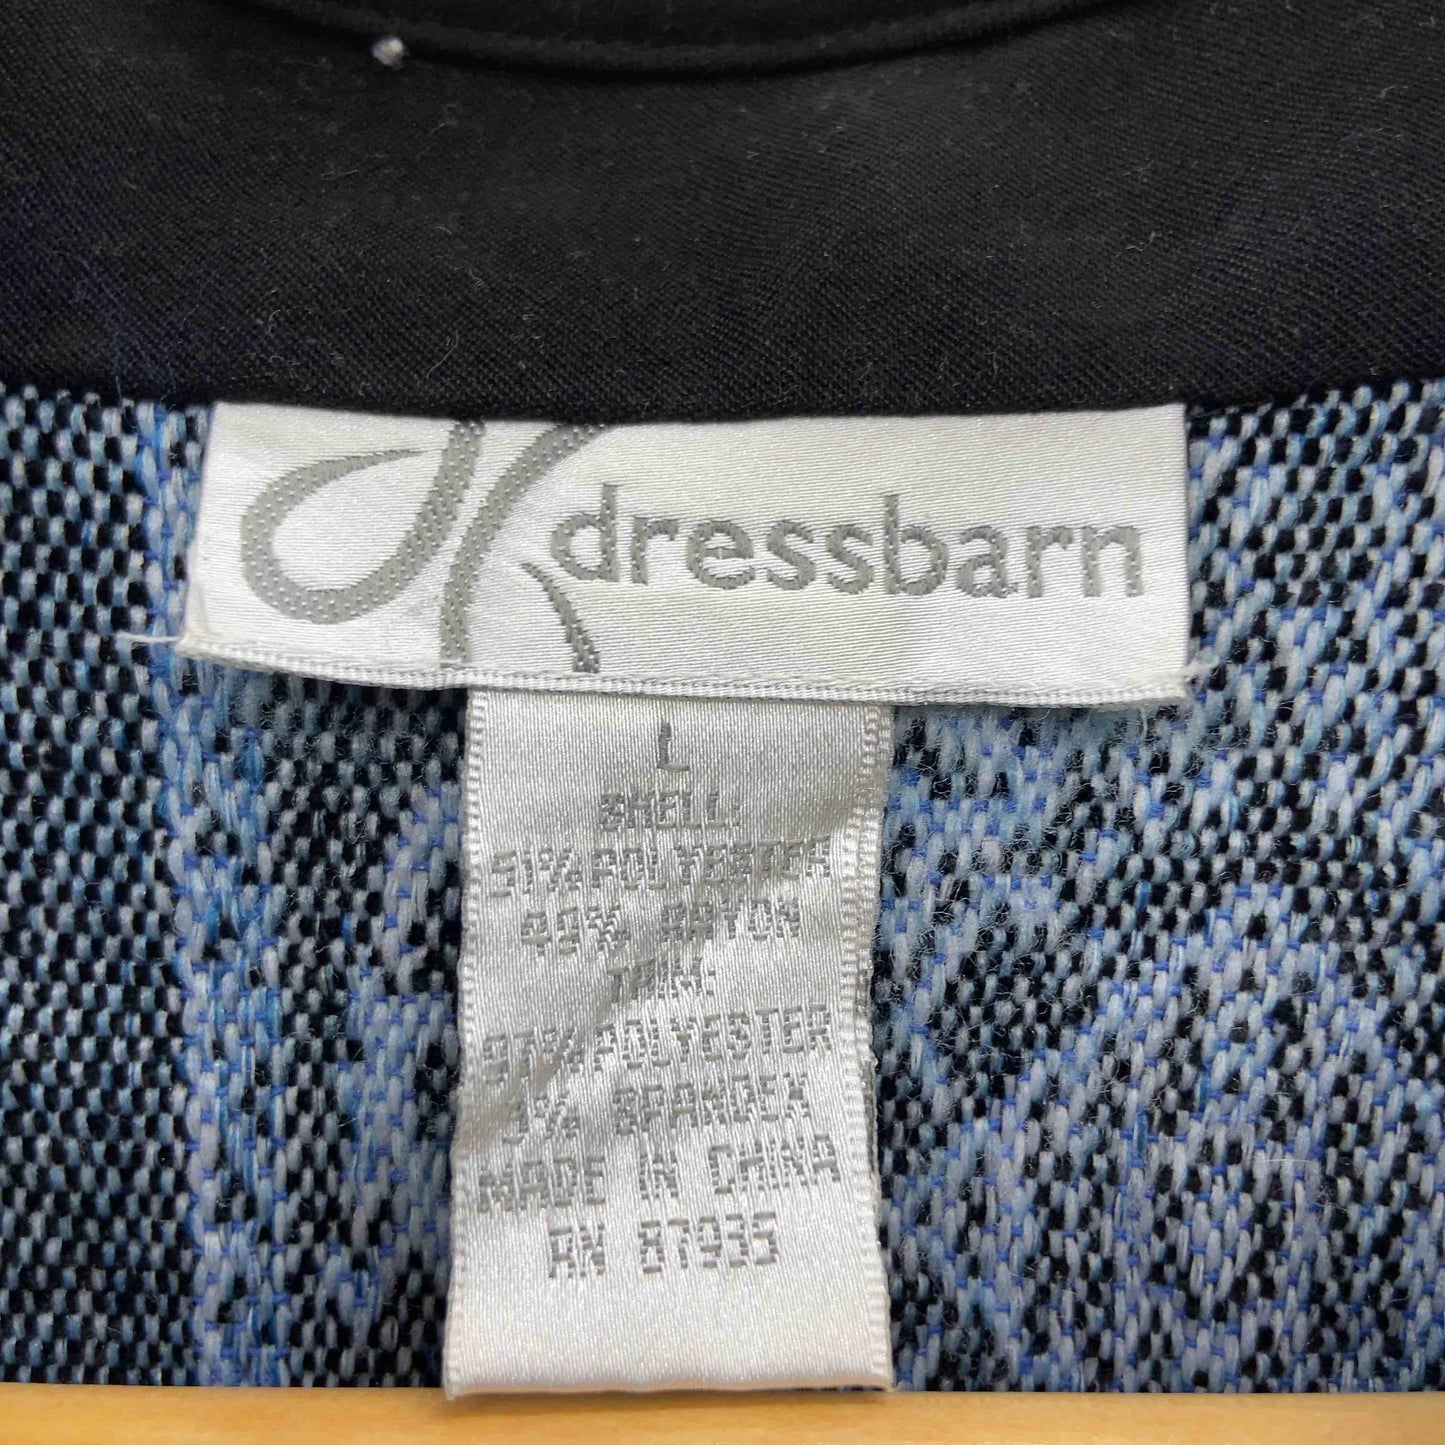 dressbarn
L
SHELL:
51% POLYESTER
49% RAYON
TRIM:
97% POLYESTER
3% SPANDEX
MADE IN CHINA
RN 87935